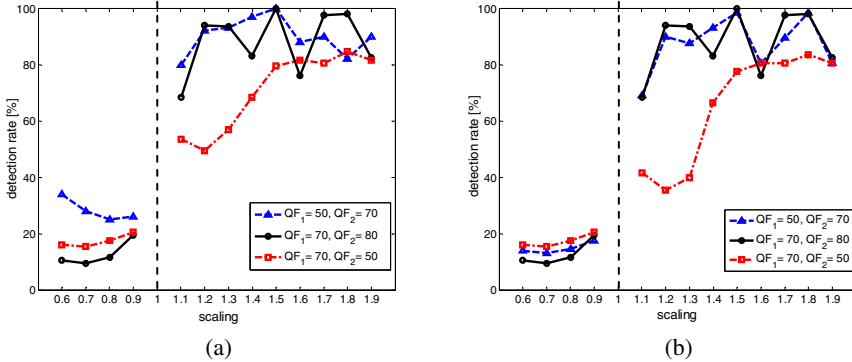 100
80
60
40
20
0
detection rate [%]
0.6 0.7 0.8 0.9 1 1.1 1.2 1.3 1.4 1.5 1.6 1.7 1.8 1.9
scaling
QF₁= 50, QF₂= 70
QF₁= 70, QF₂= 80
QF₁= 70, QF₂= 50
(a)
100
80
60
40
20
0
detection rate [%]
0.6 0.7 0.8 0.9 1 1.1 1.2 1.3 1.4 1.5 1.6 1.7 1.8 1.9
scaling
QF₁= 50, QF₂= 70
QF₁= 70, QF₂= 80
QF₁= 70, QF₂= 50
(b)